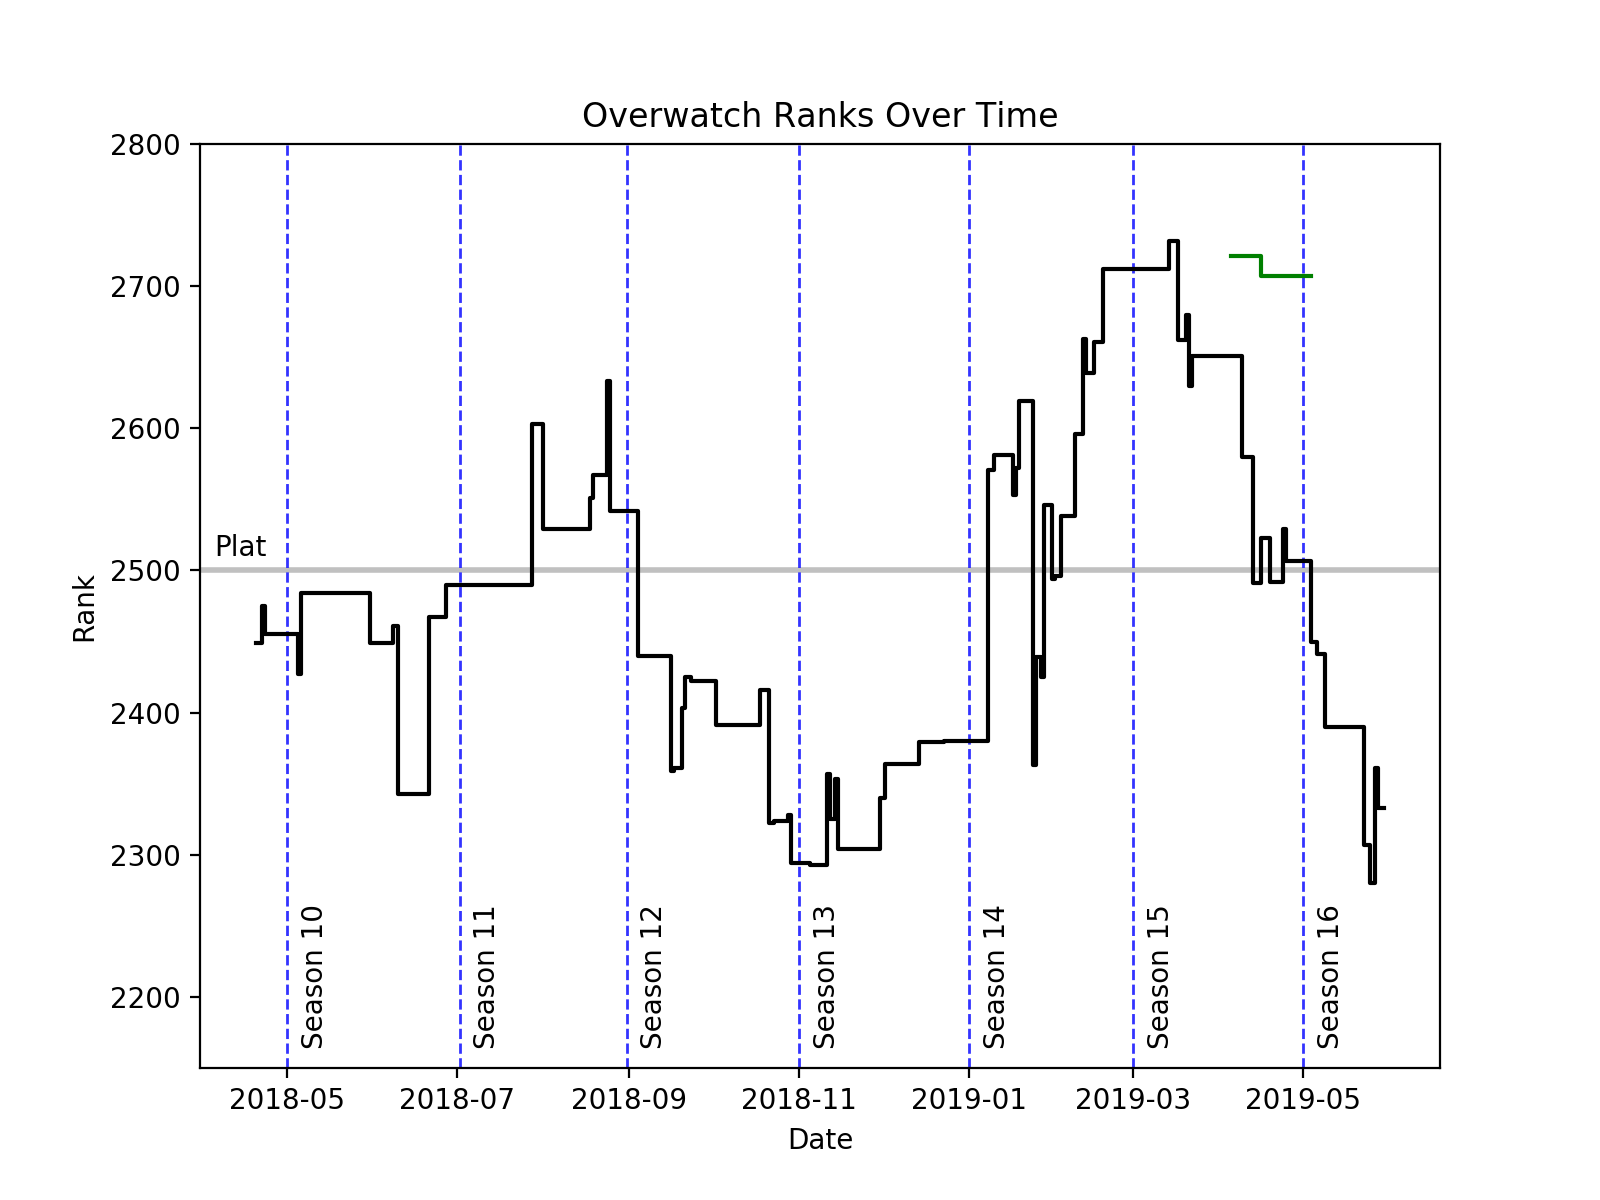 Overwatch Ranks Over Time
2800
2700
2600
2500
2400
2300
2200
Rank
Plat
Season 10
Season 11
Season 12
Season 13
Season 14
Season 15
Season 16
2018-05
2018-07
2018-09
2018-11
2019-01
2019-03
2019-05
Date